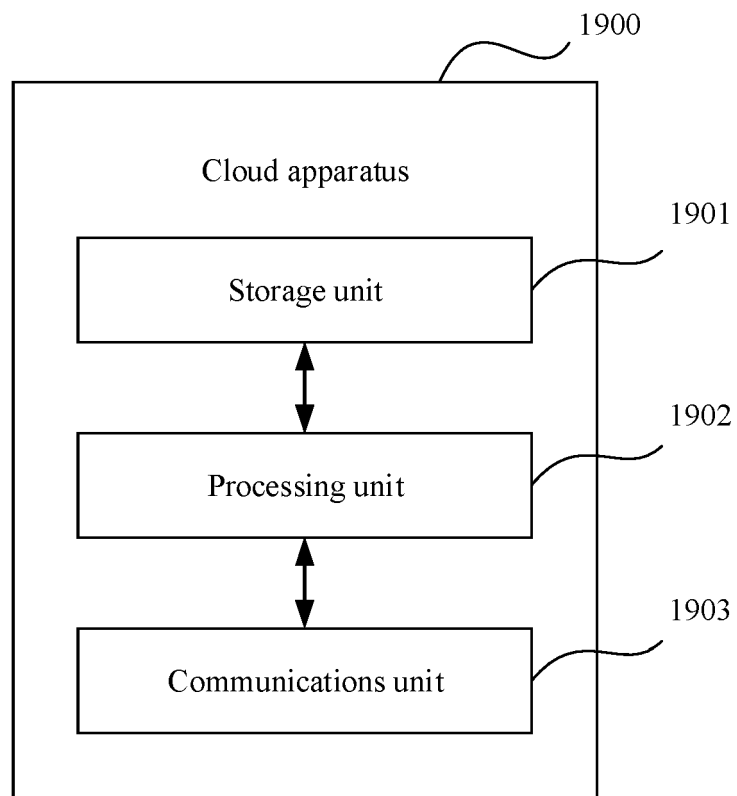 1900
Cloud apparatus
1901
Storage unit
1902
Processing unit
1903
Communications unit